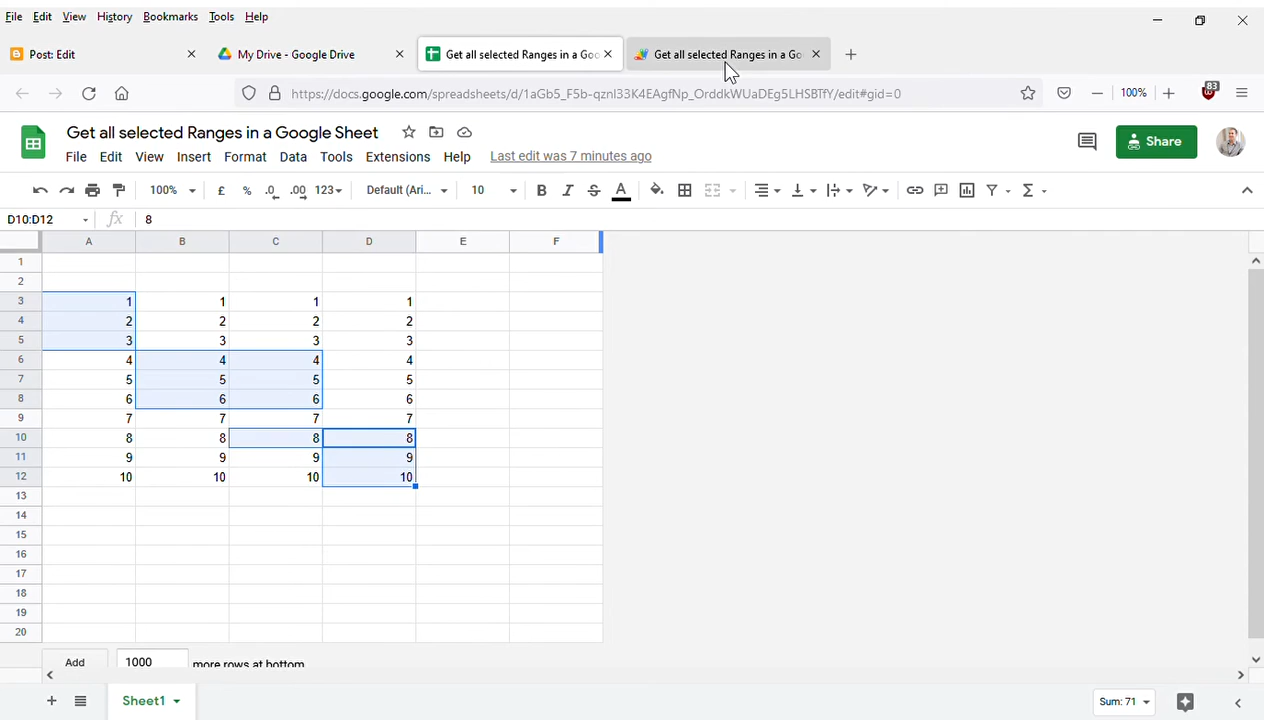 File Edit View History Bookmarks Tools Help
Post: Edit My Drive - Google Drive Get all selected Ranges in a Goo Get all selected Ranges in a Go
https://docs.google.com/spreadsheets/d/1aGb5_F5b-qznI33K4EAgfNp_OrddkWUaDEg5LHSBTfY/edit#gid=0 100% 83
Get all selected Ranges in a Google Sheet
File Edit View Insert Format Data Tools Extensions Help Last edit was 7 minutes ago Share
100% £ % .0 .00 123 Default (Ari... 10 B I S A
D10:D12 fx 8
A B C D E F
1
2
3 1 1 1 1
4 2 2 2 2
5 3 3 3 3
6 4 4 4 4
7 5 5 5 5
8 6 6 6 6
9 7 7 7 7
10 8 8 8 8
11 9 9 9 9
12 10 10 10 10
13
14
15
16
17
18
19
20
Add 1000 more rows at bottom
Sheet1 Sum: 71